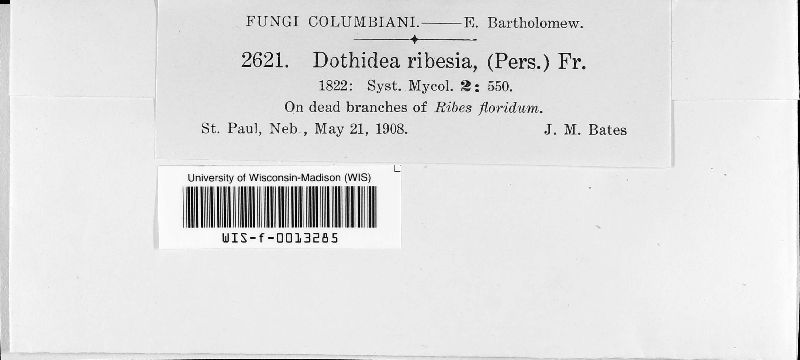 FUNGI COLUMBIANI.——E. Bartholomew.
2621. Dothidea ribesia, (Pers.) Fr.
1822: Syst. Mycol. 2: 550.
On dead branches of Ribes floridum.
St. Paul, Neb , May 21, 1908. J. M. Bates
University of Wisconsin-Madison (WIS)
WIS-f-0013285